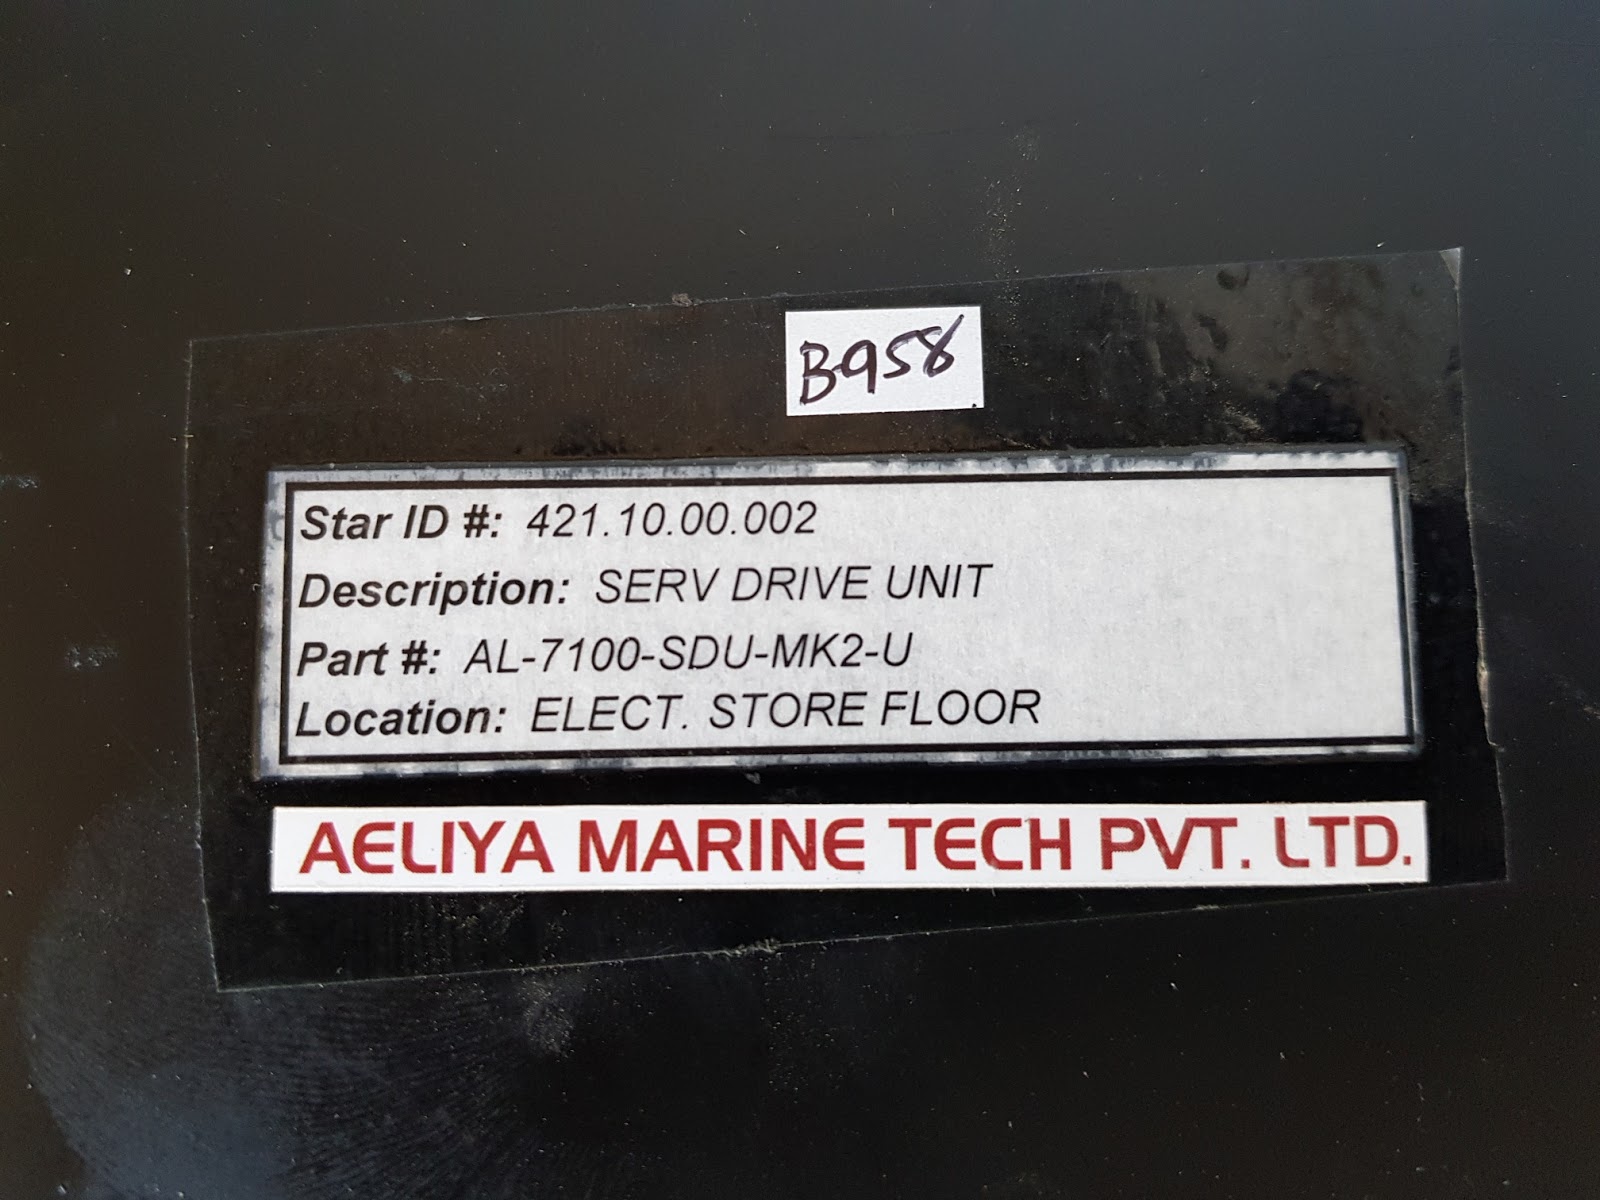 B958
Star ID #: 421.10.00.002
Description: SERV DRIVE UNIT
Part #: AL-7100-SDU-MK2-U
Location: ELECT. STORE FLOOR
AELIYA MARINE TECH PVT. LTD.